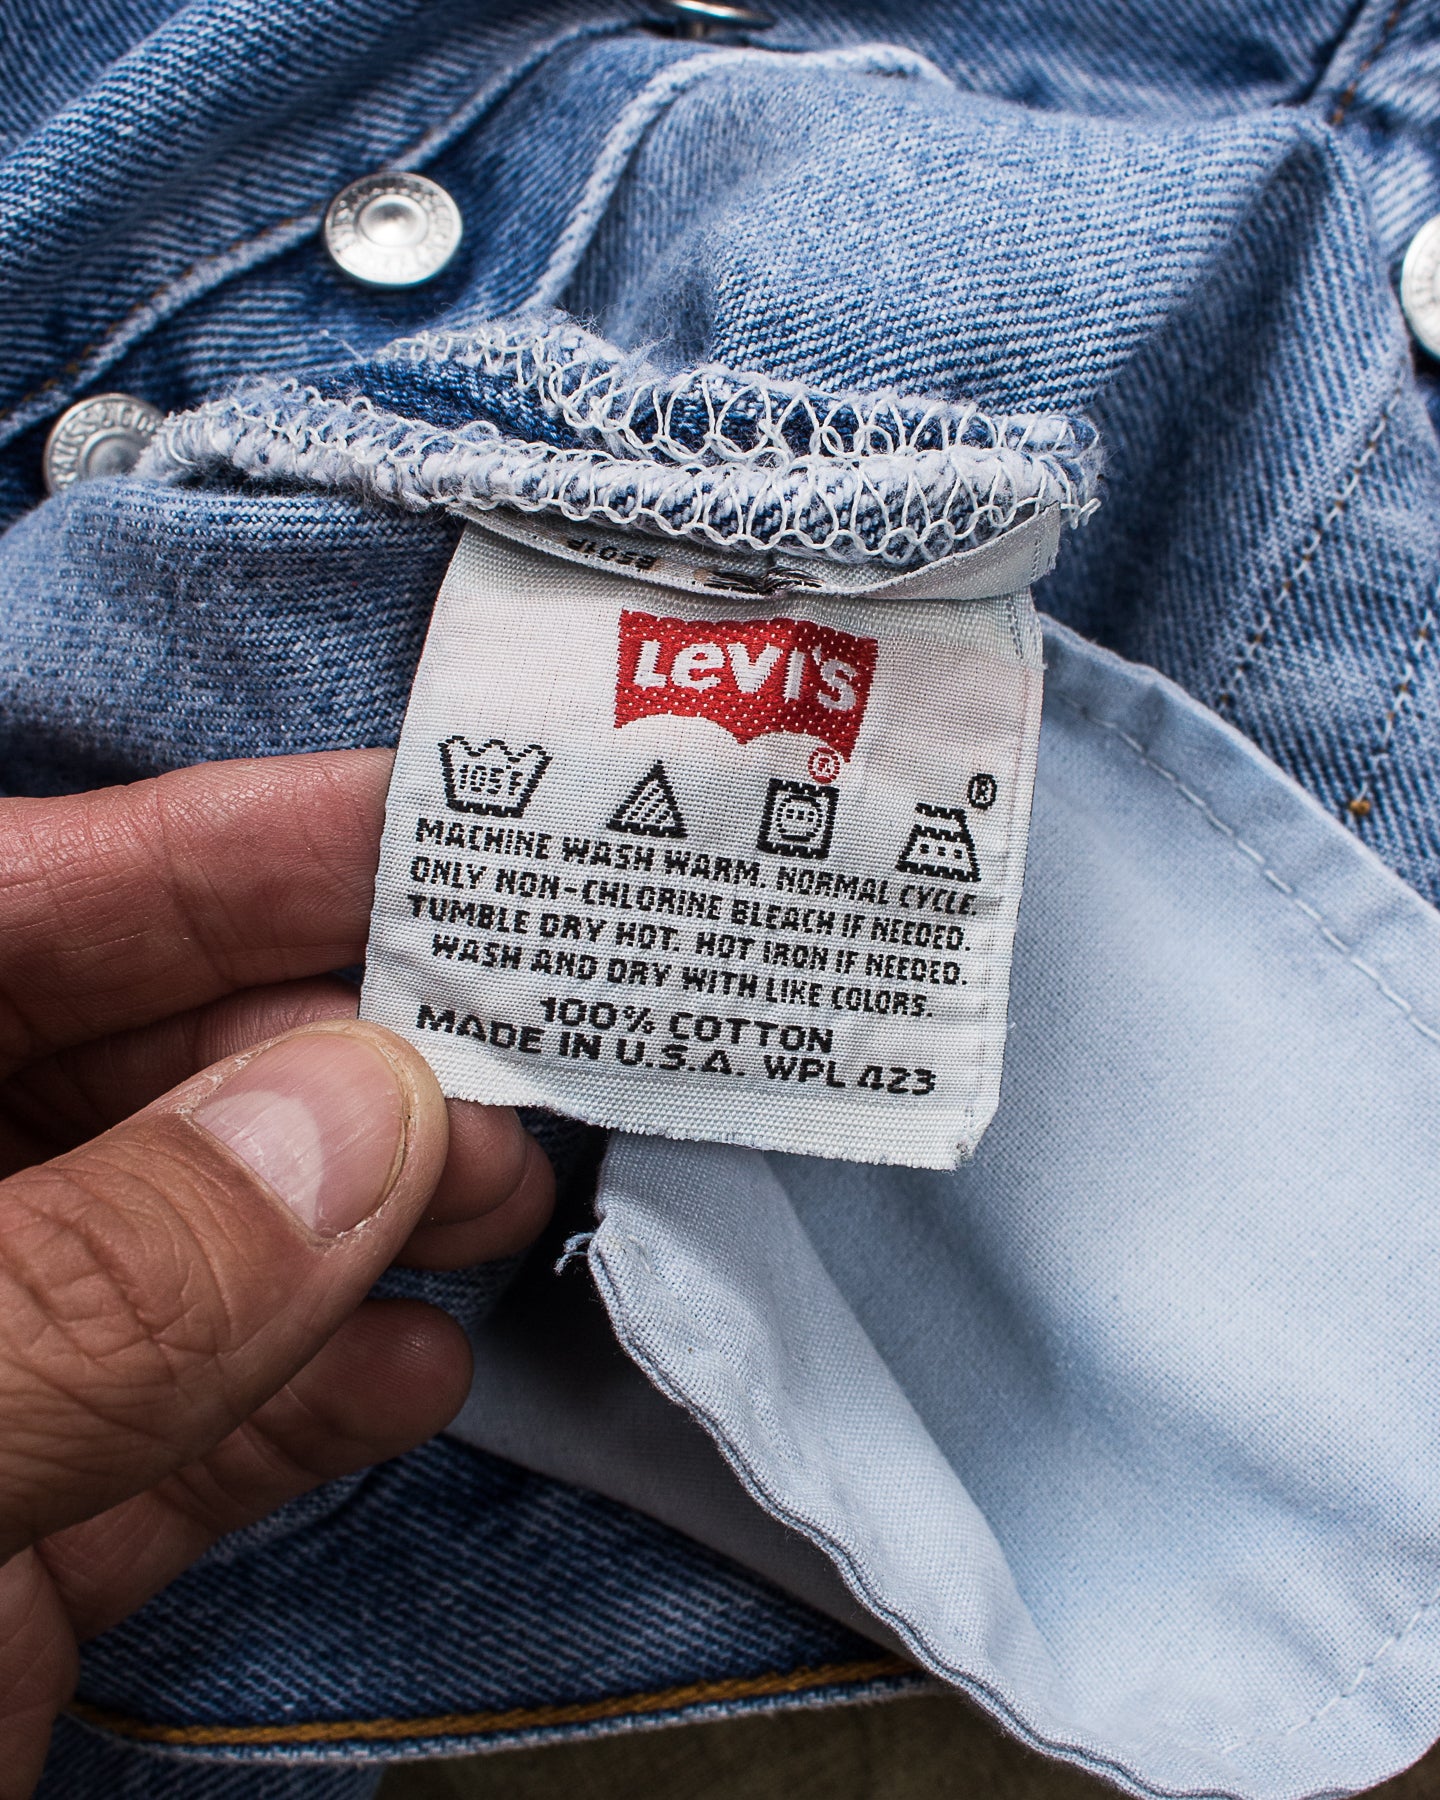 Levi's
®
105F
®
MACHINE WASH WARM. NORMAL CYCLE.
ONLY NON-CHLORINE BLEACH IF NEEDED.
TUMBLE DRY HOT. HOT IRON IF NEEDED.
WASH AND DRY WITH LIKE COLORS.
100% COTTON
MADE IN U.S.A. WPL 423